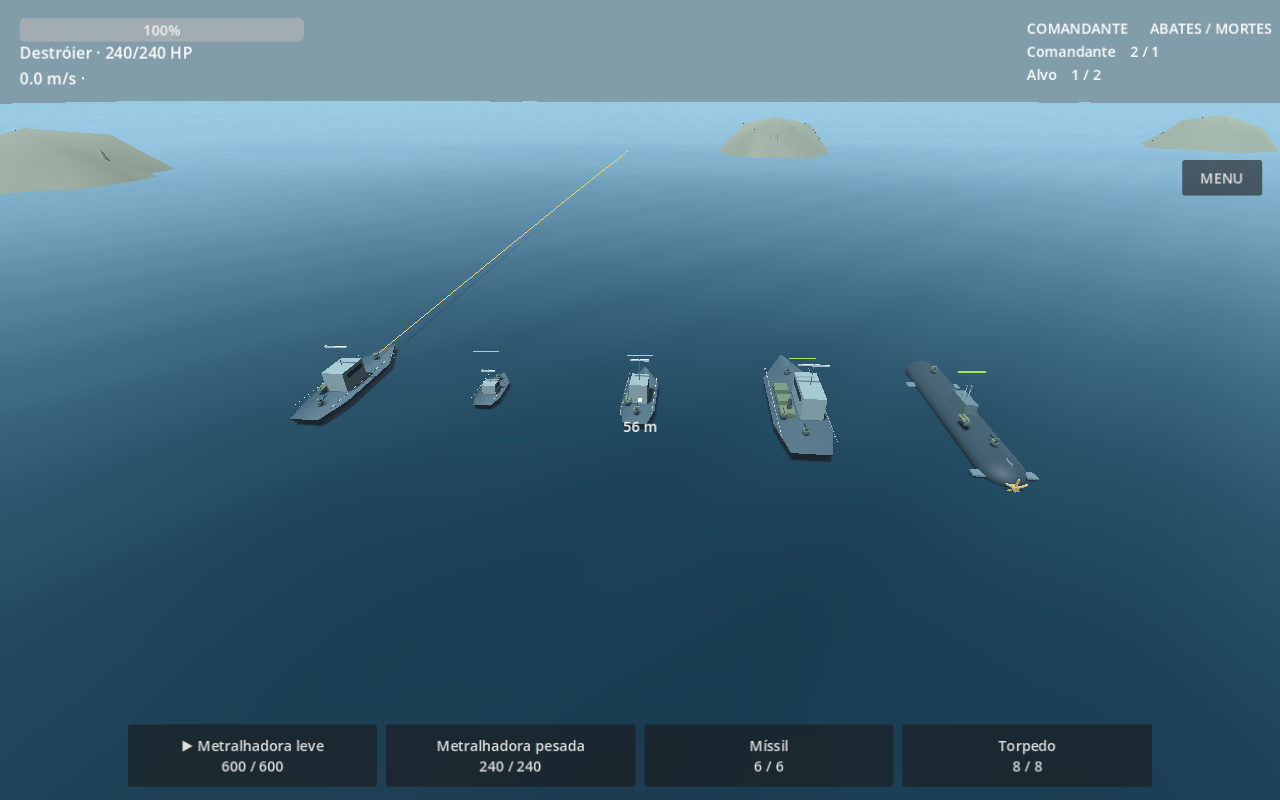 100%
Destróier · 240/240 HP
0.0 m/s ·
COMANDANTE ABATES / MORTES
Comandante 2 / 1
Alvo 1 / 2
MENU
56 m
▶ Metralhadora leve
600 / 600
Metralhadora pesada
240 / 240
Míssil
6 / 6
Torpedo
8 / 8